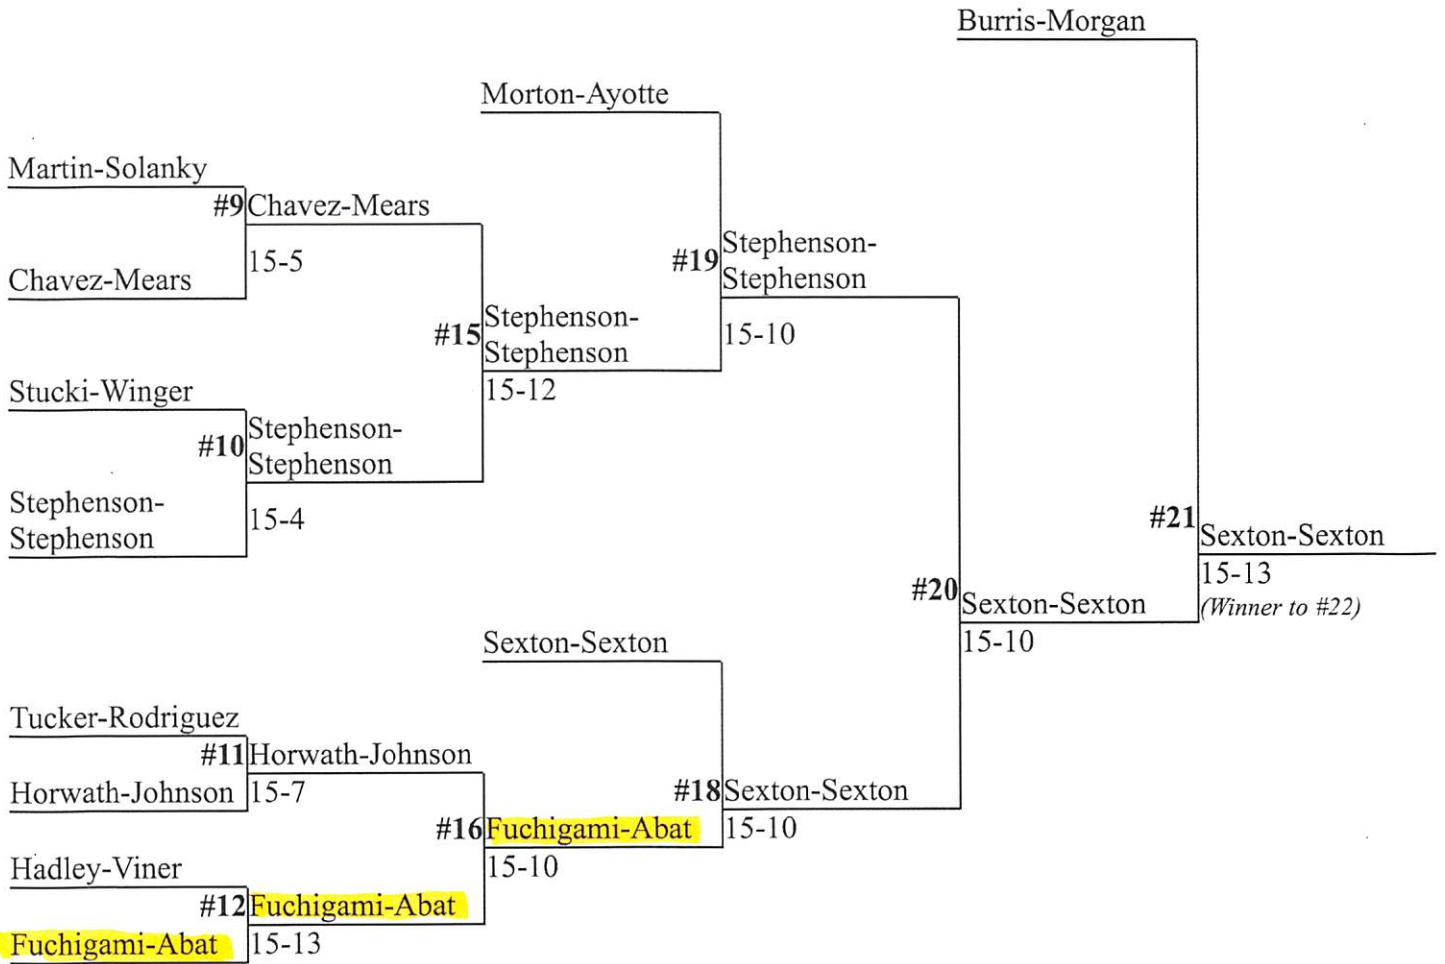 Burris-Morgan
Morton-Ayotte
Martin-Solanky
#9 Chavez-Mears
15-5
Chavez-Mears
#19 Stephenson-
Stephenson
15-10
#15 Stephenson-
Stephenson
15-12
Stucki-Winger
#10 Stephenson-
Stephenson
15-4
Stephenson-
Stephenson
#21 Sexton-Sexton
15-13
(Winner to #22)
#20 Sexton-Sexton
15-10
Sexton-Sexton
Tucker-Rodriguez
#11 Horwath-Johnson
15-7
Horwath-Johnson
#18 Sexton-Sexton
15-10
#16 Fuchigami-Abat
15-10
Hadley-Viner
#12 Fuchigami-Abat
15-13
Fuchigami-Abat